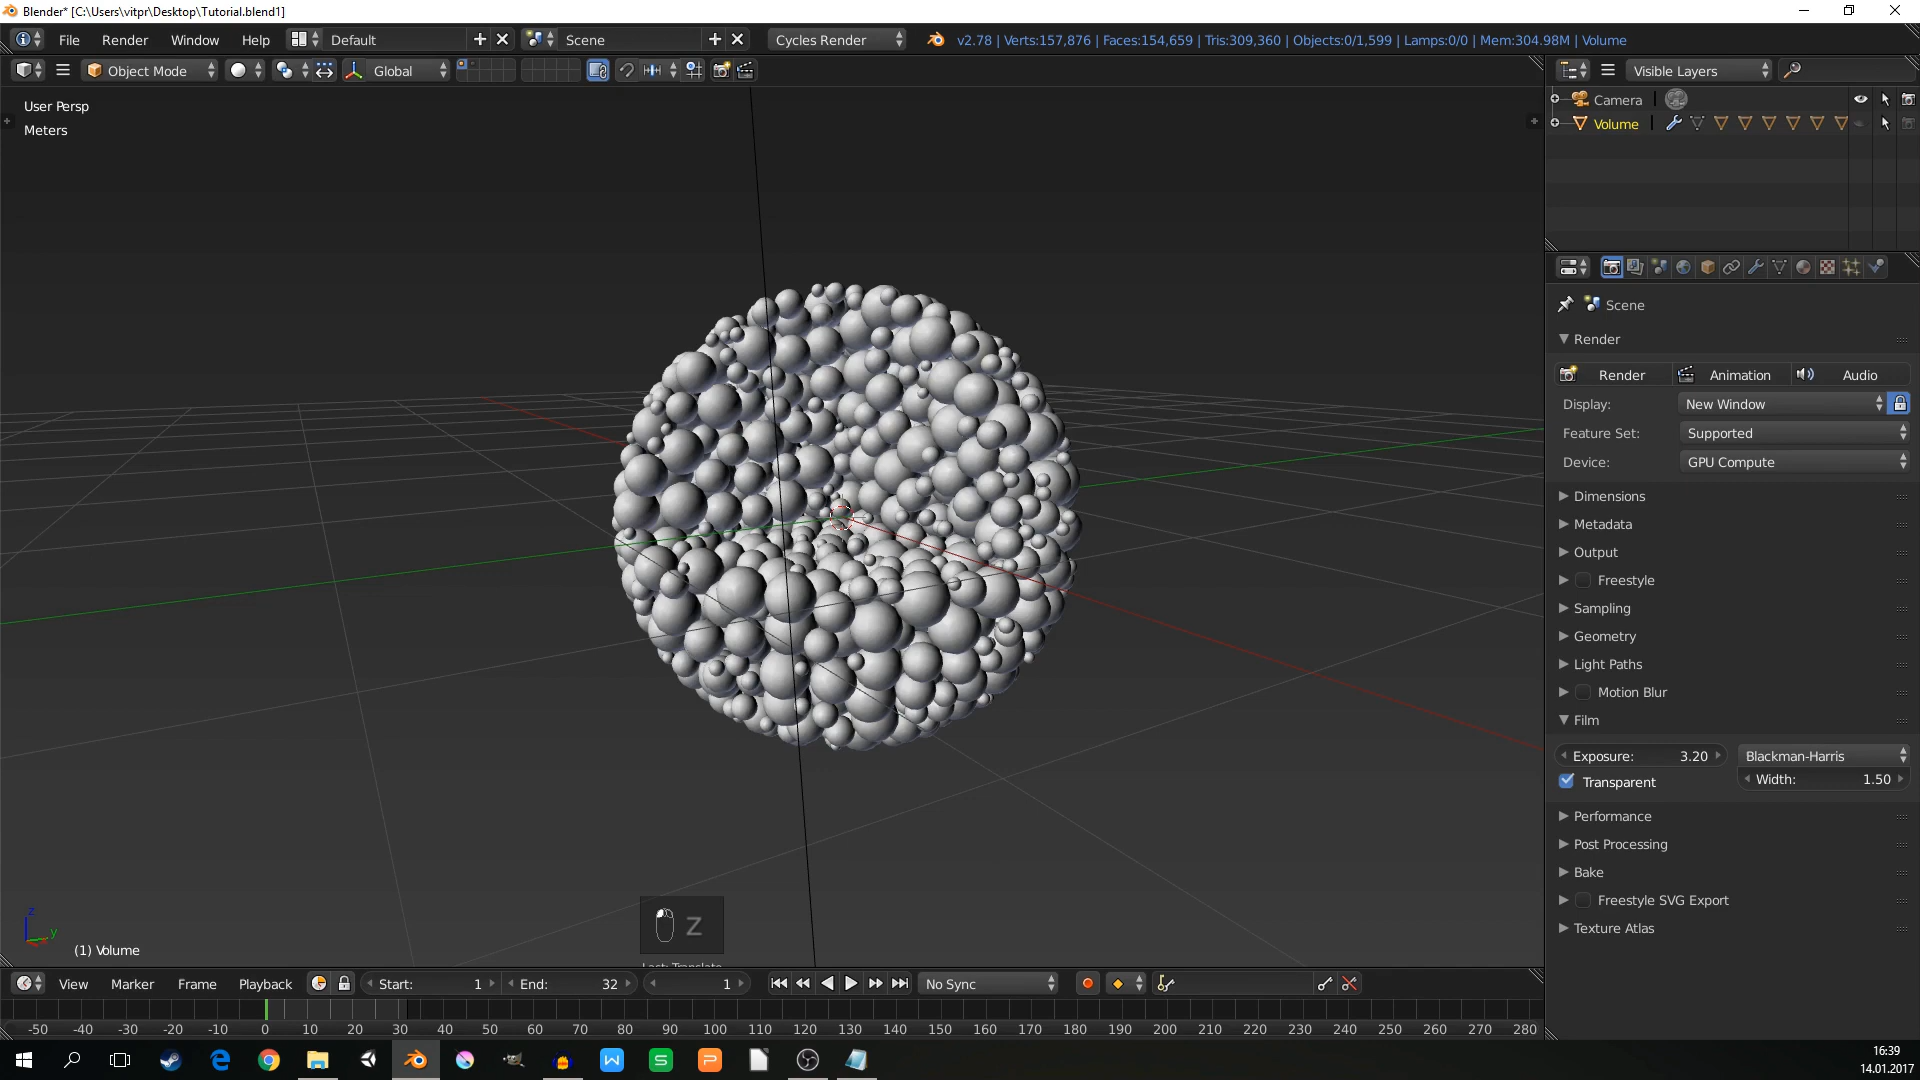 Blender* [C:\Users\vitpr\Desktop\Tutorial.blend1]
File Render Window Help Default Scene Cycles Render v2.78 | Verts:157,876 | Faces:154,659 | Tris:309,360 | Objects:0/1,599 | Lamps:0/0 | Mem:304.98M | Volume
Object Mode Global Visible Layers
User Persp
Meters
Camera
Volume
Scene
Render
Render Animation Audio
Display: New Window
Feature Set: Supported
Device: GPU Compute
Dimensions
Metadata
Output
Freestyle
Sampling
Geometry
Light Paths
Motion Blur
Film
Exposure: 3.20 Blackman-Harris
Transparent Width: 1.50
Performance
Post Processing
Bake
Freestyle SVG Export
Texture Atlas
Z
Last: Translate
z
y
(1) Volume
View Marker Frame Playback Start: 1 End: 32 1 No Sync
-50 -40 -30 -20 -10 0 10 20 30 40 50 60 70 80 90 100 110 120 130 140 150 160 170 180 190 200 210 220 230 240 250 260 270 280
W S P
16:39
14.01.2017